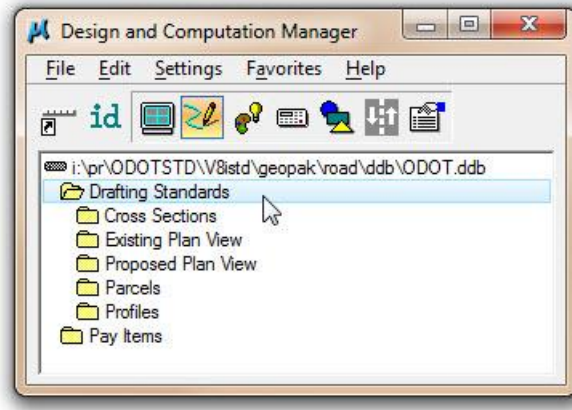 Design and Computation Manager
File Edit Settings Favorites Help
id
i:\pr\ODOTSTD\V8istd\geopak\road\ddb\ODOT.ddb
Drafting Standards
Cross Sections
Existing Plan View
Proposed Plan View
Parcels
Profiles
Pay Items